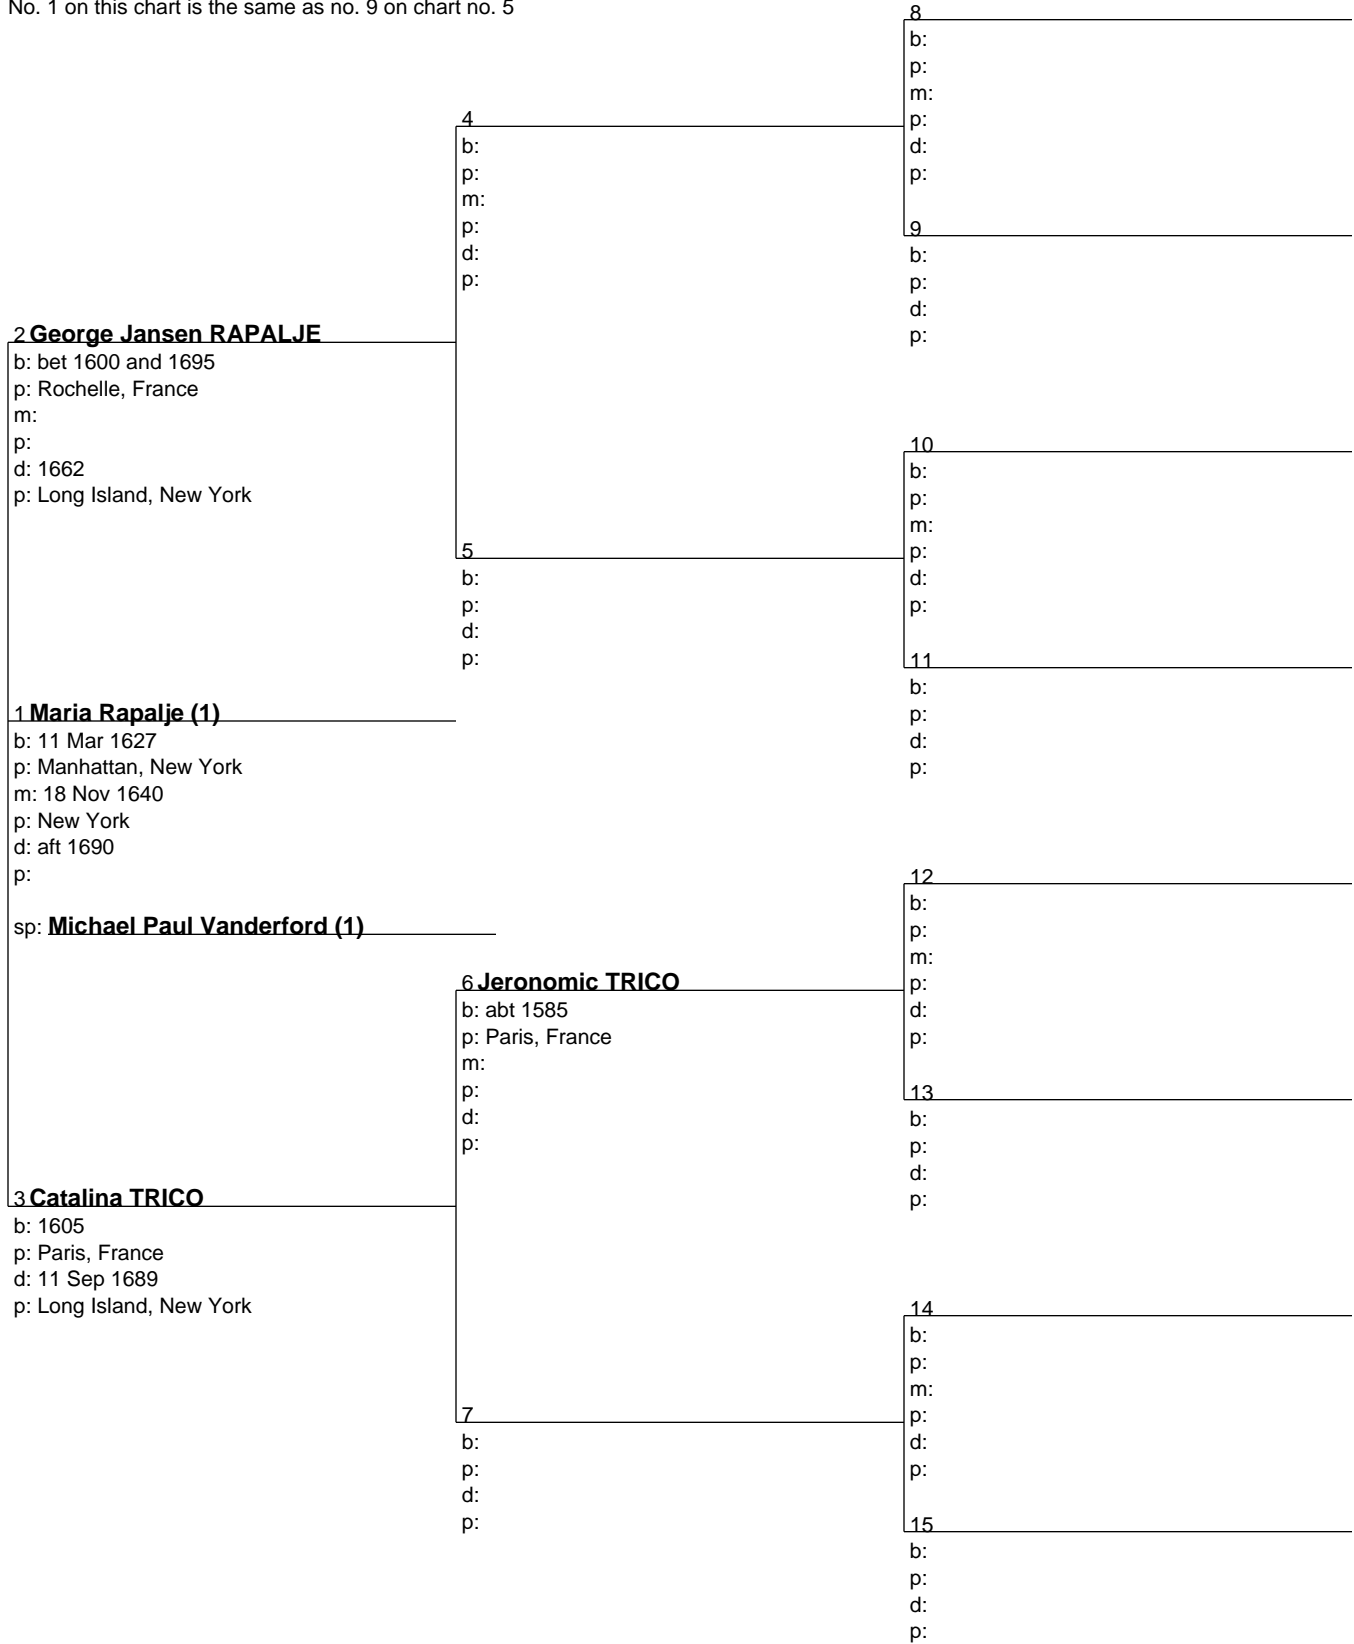 No. 1 on this chart is the same as no. 9 on chart no. 5
8
b:
p:
m:
p:
d:
p:
4
b:
p:
m:
p:
d:
p:
9
b:
p:
d:
p:
2 George Jansen RAPALJE
b: bet 1600 and 1695
p: Rochelle, France
m:
p:
d: 1662
p: Long Island, New York
10
b:
p:
m:
p:
d:
p:
5
b:
p:
d:
p:
11
b:
p:
d:
p:
1 Maria Rapalje (1)
b: 11 Mar 1627
p: Manhattan, New York
m: 18 Nov 1640
p: New York
d: aft 1690
p:
sp: Michael Paul Vanderford (1)
12
b:
p:
m:
p:
d:
p:
6 Jeronomic TRICO
b: abt 1585
p: Paris, France
m:
p:
d:
p:
13
b:
p:
d:
p:
3 Catalina TRICO
b: 1605
p: Paris, France
d: 11 Sep 1689
p: Long Island, New York
14
b:
p:
m:
p:
d:
p:
7
b:
p:
d:
p:
15
b:
p:
d:
p: